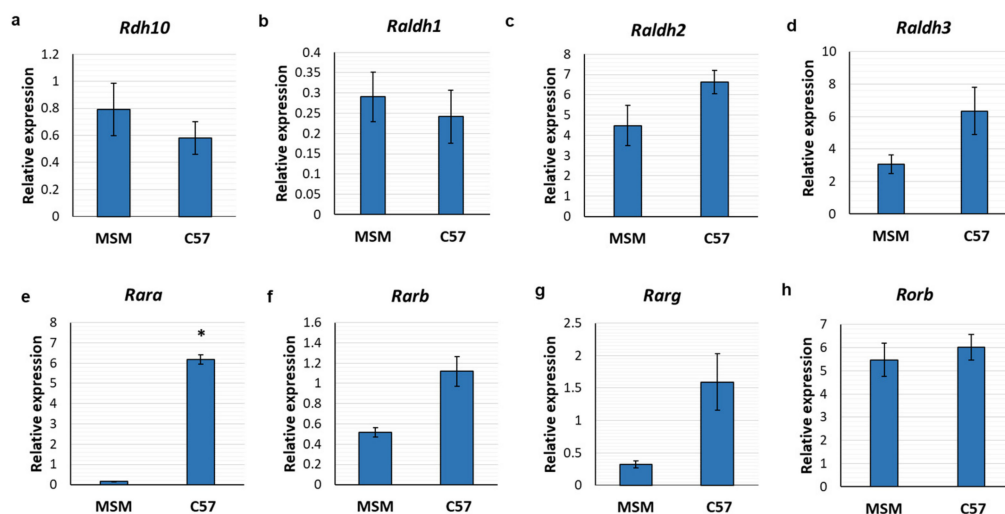 a
Rdh10
Relative expression
1.2
1
0.8
0.6
0.4
0.2
0
MSM C57
b
Raldh1
Relative expression
0.4
0.35
0.3
0.25
0.2
0.15
0.1
0.05
0
MSM C57
c
Raldh2
Relative expression
8
7
6
5
4
3
2
1
0
MSM C57
d
Raldh3
Relative expression
10
8
6
4
2
0
MSM C57
e
Rara
Relative expression
8
7
6
5
4
3
2
1
0
*
MSM C57
f
Rarb
Relative expression
1.6
1.4
1.2
1
0.8
0.6
0.4
0.2
0
MSM C57
g
Rarg
Relative expression
2.5
2
1.5
1
0.5
0
MSM C57
h
Rorb
Relative expression
7
6
5
4
3
2
1
0
MSM C57